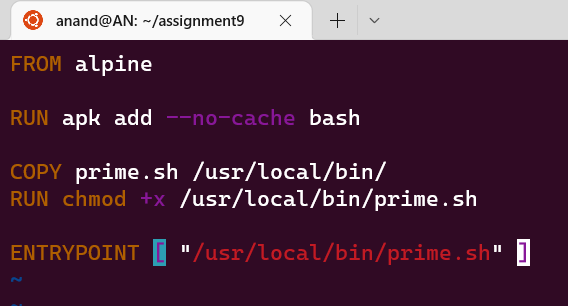 anand@AN: ~/assignment9
FROM alpine
RUN apk add --no-cache bash
COPY prime.sh /usr/local/bin/
RUN chmod +x /usr/local/bin/prime.sh
ENTRYPOINT [ "/usr/local/bin/prime.sh" ]
~
~